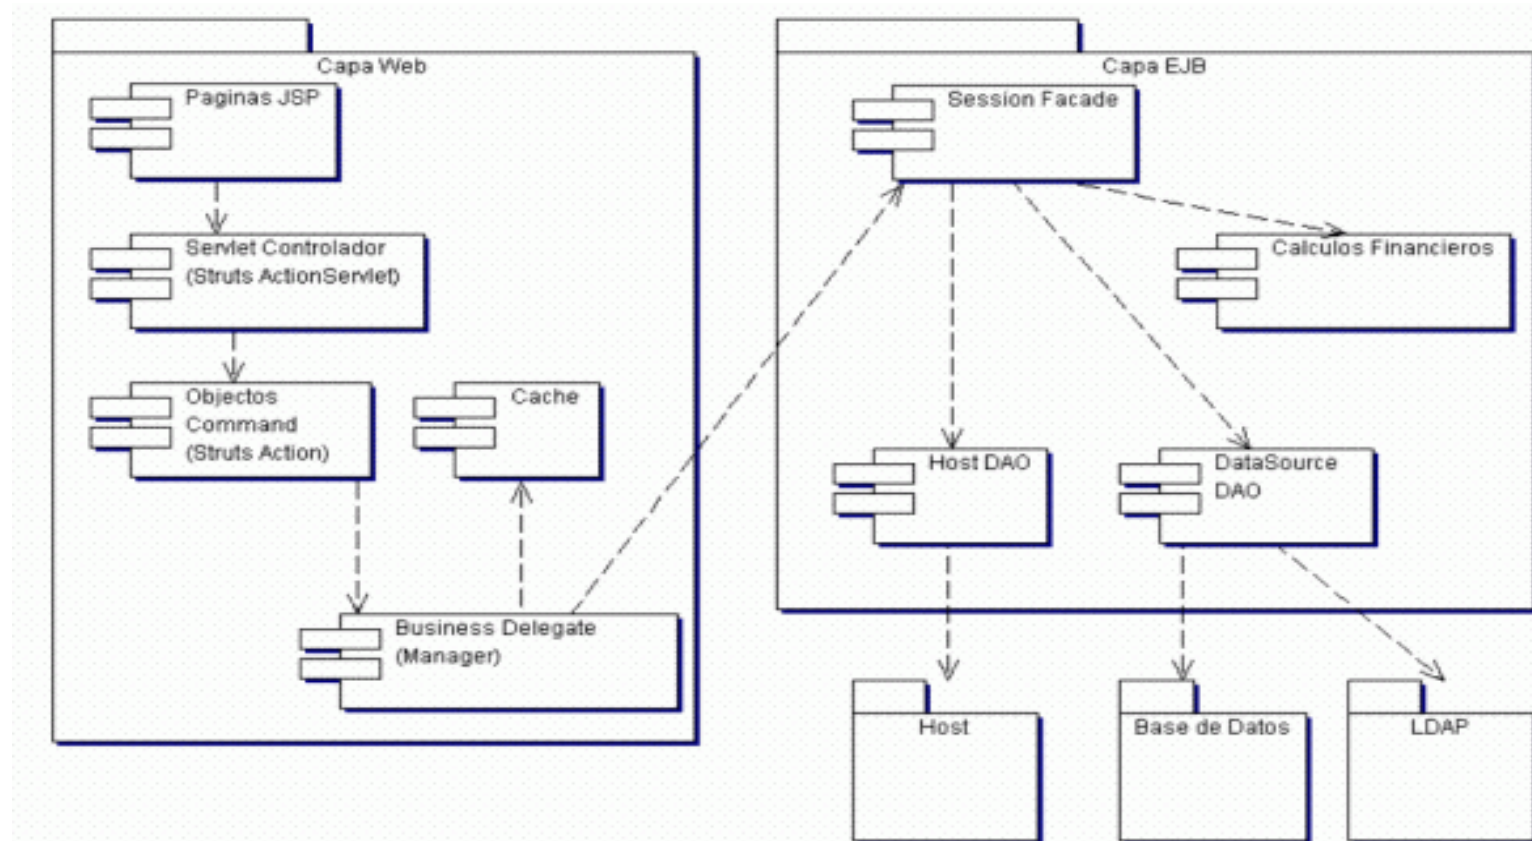 Capa Web
Paginas JSP
Servlet Controlador
(Struts ActionServlet)
Objectos
Command
(Struts Action)
Cache
Business Delegate
(Manager)
Capa EJB
Session Facade
Calculos Financieros
Host DAO
DataSource
DAO
Host
Base de Datos
LDAP